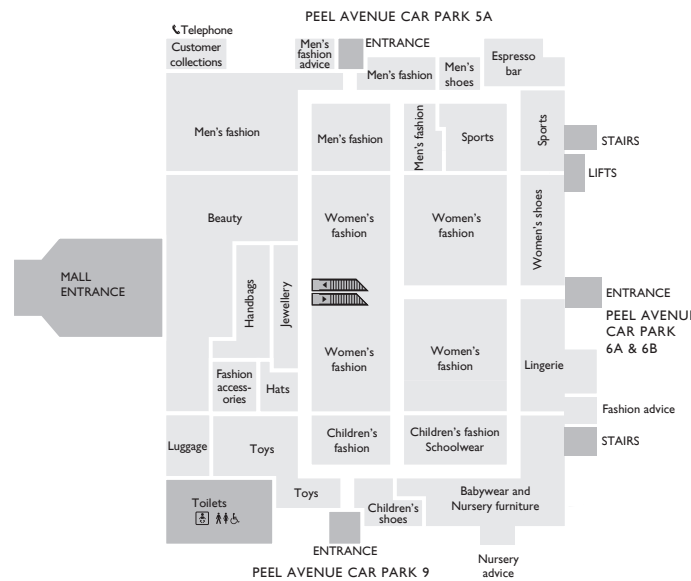 PEEL AVENUE CAR PARK 5A
Telephone
Customer
collections
Men's
fashion
advice
ENTRANCE
Men's fashion
Men's
shoes
Espresso
bar
Men's fashion
Men's fashion
Men's fashion
Sports
Sports
STAIRS
LIFTS
Beauty
Women's
fashion
Women's
fashion
Women's shoes
MALL
ENTRANCE
Handbags
Jewellery
ENTRANCE
PEEL AVENUE
CAR PARK
6A & 6B
Women's
fashion
Women's
fashion
Lingerie
Fashion
access-
ories
Hats
Fashion advice
Luggage
Toys
Children's
fashion
Children's fashion
Schoolwear
STAIRS
Toilets
Toys
Children's
shoes
Babywear and
Nursery furniture
ENTRANCE
PEEL AVENUE CAR PARK 9
Nursery
advice